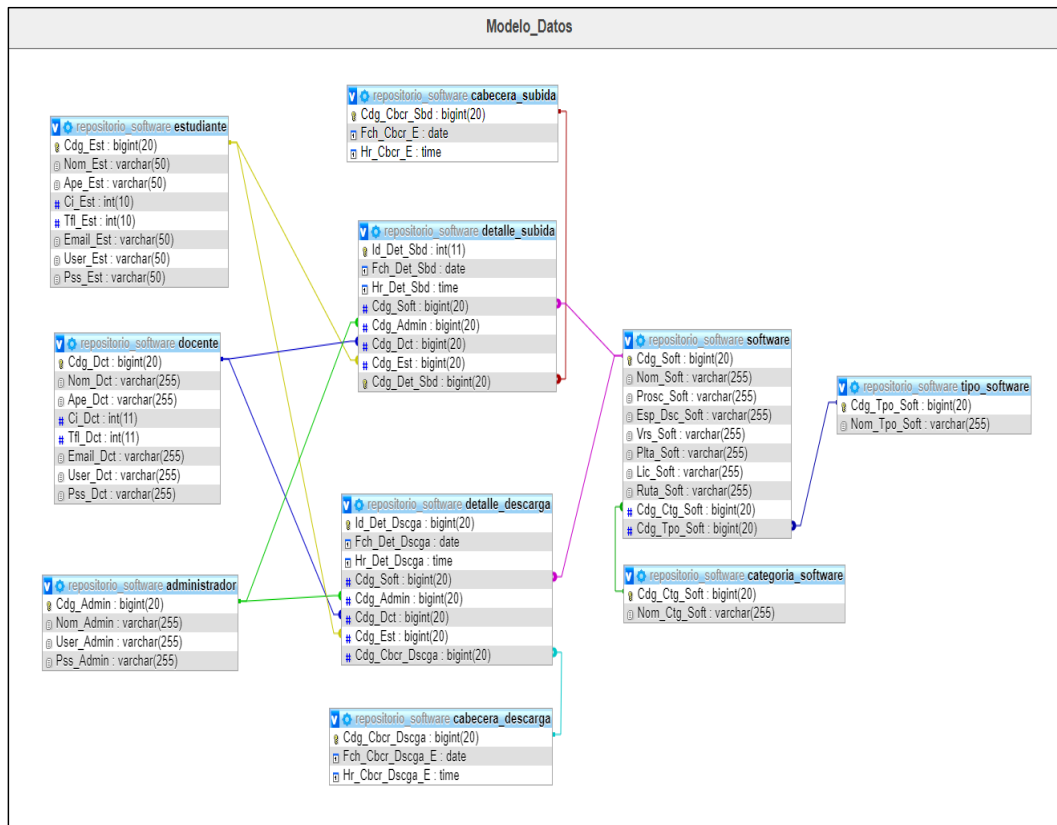 Modelo_Datos
repositorio_software cabecera_subida
Cdg_Cbcr_Sbd : bigint(20)
Fch_Cbcr_E : date
Hr_Cbcr_E : time
repositorio_software estudiante
Cdg_Est : bigint(20)
Nom_Est : varchar(50)
Ape_Est : varchar(50)
Ci_Est : int(10)
Tfl_Est : int(10)
Email_Est : varchar(50)
User_Est : varchar(50)
Pss_Est : varchar(50)
repositorio_software detalle_subida
Id_Det_Sbd : int(11)
Fch_Det_Sbd : date
Hr_Det_Sbd : time
Cdg_Soft : bigint(20)
Cdg_Admin : bigint(20)
Cdg_Dct : bigint(20)
Cdg_Est : bigint(20)
Cdg_Det_Sbd : bigint(20)
repositorio_software docente
Cdg_Dct : bigint(20)
Nom_Dct : varchar(255)
Ape_Dct : varchar(255)
Ci_Dct : int(11)
Tfl_Dct : int(11)
Email_Dct : varchar(255)
User_Dct : varchar(255)
Pss_Dct : varchar(255)
repositorio_software software
Cdg_Soft : bigint(20)
Nom_Soft : varchar(255)
Prosc_Soft : varchar(255)
Esp_Dsc_Soft : varchar(255)
Vrs_Soft : varchar(255)
Plta_Soft : varchar(255)
Lic_Soft : varchar(255)
Ruta_Soft : varchar(255)
Cdg_Ctg_Soft : bigint(20)
Cdg_Tpo_Soft : bigint(20)
repositorio_software tipo_software
Cdg_Tpo_Soft : bigint(20)
Nom_Tpo_Soft : varchar(255)
repositorio_software detalle_descarga
Id_Det_Dscga : bigint(20)
Fch_Det_Dscga : date
Hr_Det_Dscga : time
Cdg_Soft : bigint(20)
Cdg_Admin : bigint(20)
Cdg_Dct : bigint(20)
Cdg_Est : bigint(20)
Cdg_Cbcr_Dscga : bigint(20)
repositorio_software administrador
Cdg_Admin : bigint(20)
Nom_Admin : varchar(255)
User_Admin : varchar(255)
Pss_Admin : varchar(255)
repositorio_software categoria_software
Cdg_Ctg_Soft : bigint(20)
Nom_Ctg_Soft : varchar(255)
repositorio_software cabecera_descarga
Cdg_Cbcr_Dscga : bigint(20)
Fch_Cbcr_Dscga_E : date
Hr_Cbcr_Dscga_E : time